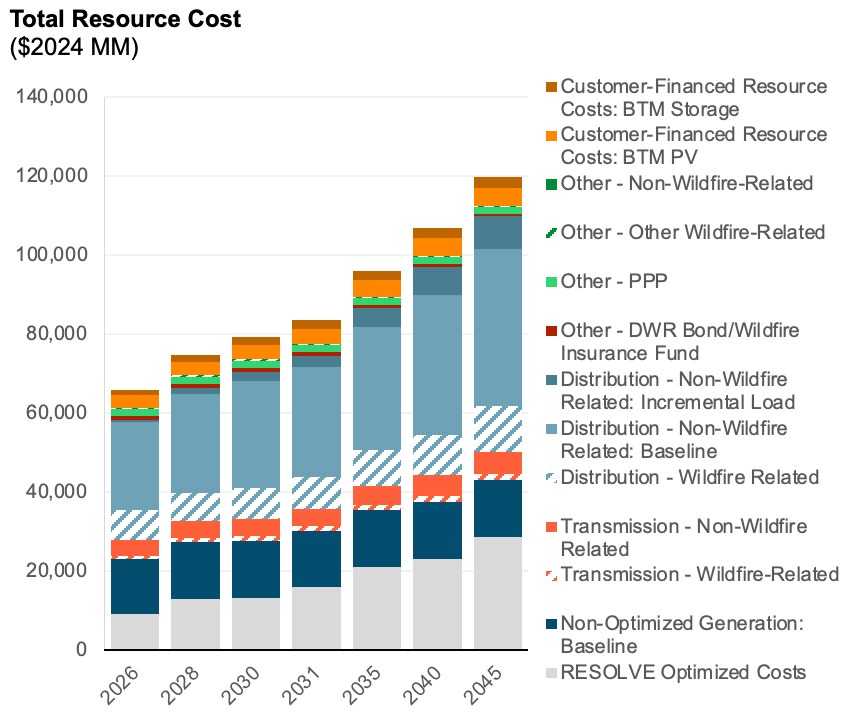 Total Resource Cost
($2024 MM)
140,000
120,000
100,000
80,000
60,000
40,000
20,000
0
2026
2028
2030
2031
2035
2040
2045
Customer-Financed Resource
Costs: BTM Storage
Customer-Financed Resource
Costs: BTM PV
Other - Non-Wildfire-Related
Other - Other Wildfire-Related
Other - PPP
Other - DWR Bond/Wildfire
Insurance Fund
Distribution - Non-Wildfire
Related: Incremental Load
Distribution - Non-Wildfire
Related: Baseline
Distribution - Wildfire Related
Transmission - Non-Wildfire
Related
Transmission - Wildfire-Related
Non-Optimized Generation:
Baseline
RESOLVE Optimized Costs